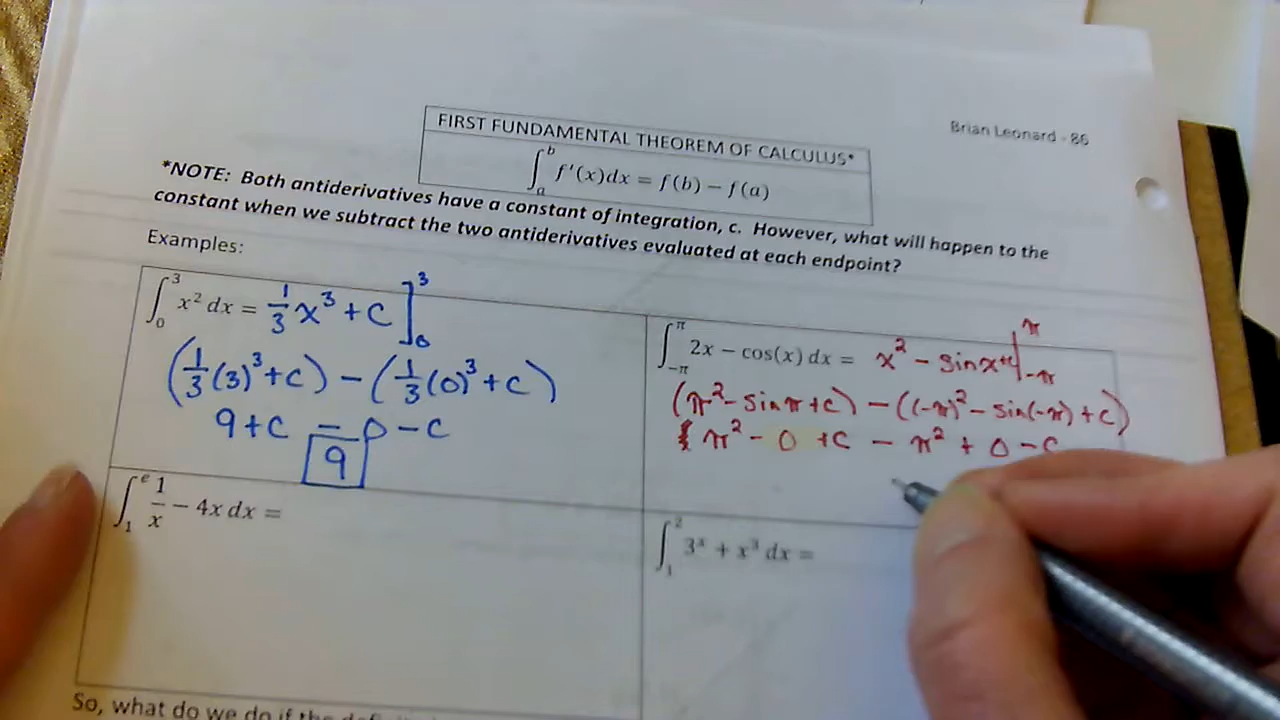 Brian Leonard - 86
FIRST FUNDAMENTAL THEOREM OF CALCULUS*
∫_a^b f'(x)dx = f(b) − f(a)
*NOTE: Both antiderivatives have a constant of integration, c. However, what will happen to the
constant when we subtract the two antiderivatives evaluated at each endpoint?
Examples:
∫_0^3 x² dx = 1/3 x³ + C ]_0^3
(1/3 (3)³ + C) − (1/3 (0)³ + C)
9 + C − 0 − C
9
∫_{-π}^π 2x − cos(x) dx = x² − sin x + C |_{-π}^π
(π² − sin π + C) − ((−π)² − sin(−π) + C)
π² − 0 + C − π² + 0 − C
∫_1^e 1/x − 4x dx =
∫_1^2 3ˣ + x³ dx =
So, what do we do if the